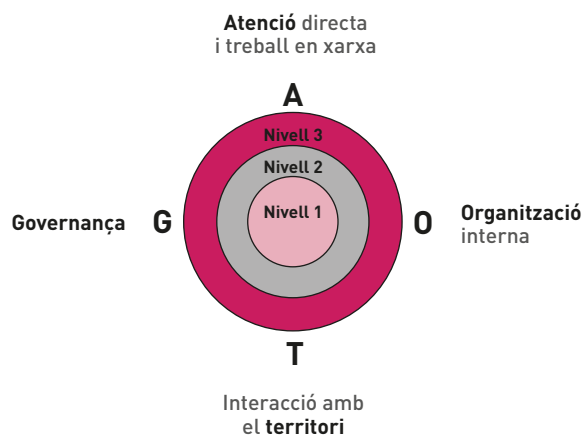 Atenció directa
i treball en xarxa
A
Nivell 3
Nivell 2
Nivell 1
Governança
G
O
Organització
interna
T
Interacció amb
el territori